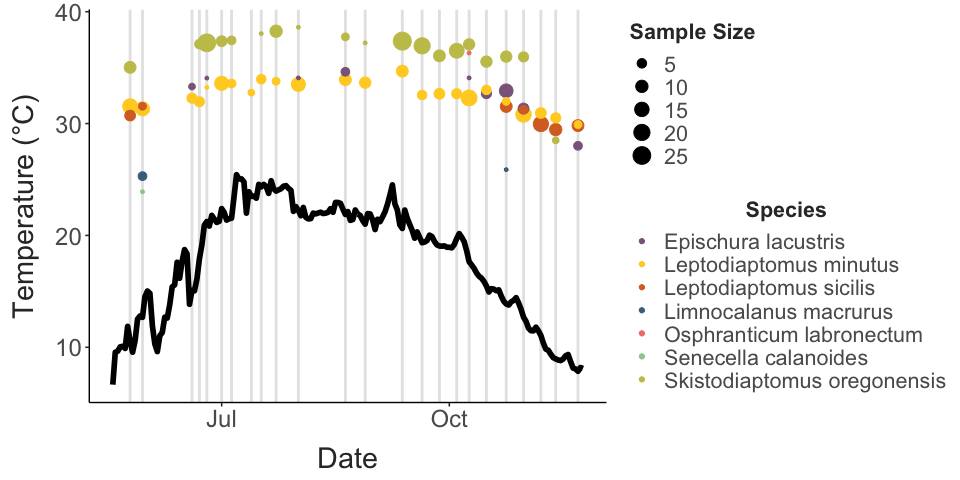 40
30
20
10
Temperature (°C)
Jul
Oct
Date
Sample Size
5
10
15
20
25
Species
Epischura lacustris
Leptodiaptomus minutus
Leptodiaptomus sicilis
Limnocalanus macrurus
Osphranticum labronectum
Senecella calanoides
Skistodiaptomus oregonensis